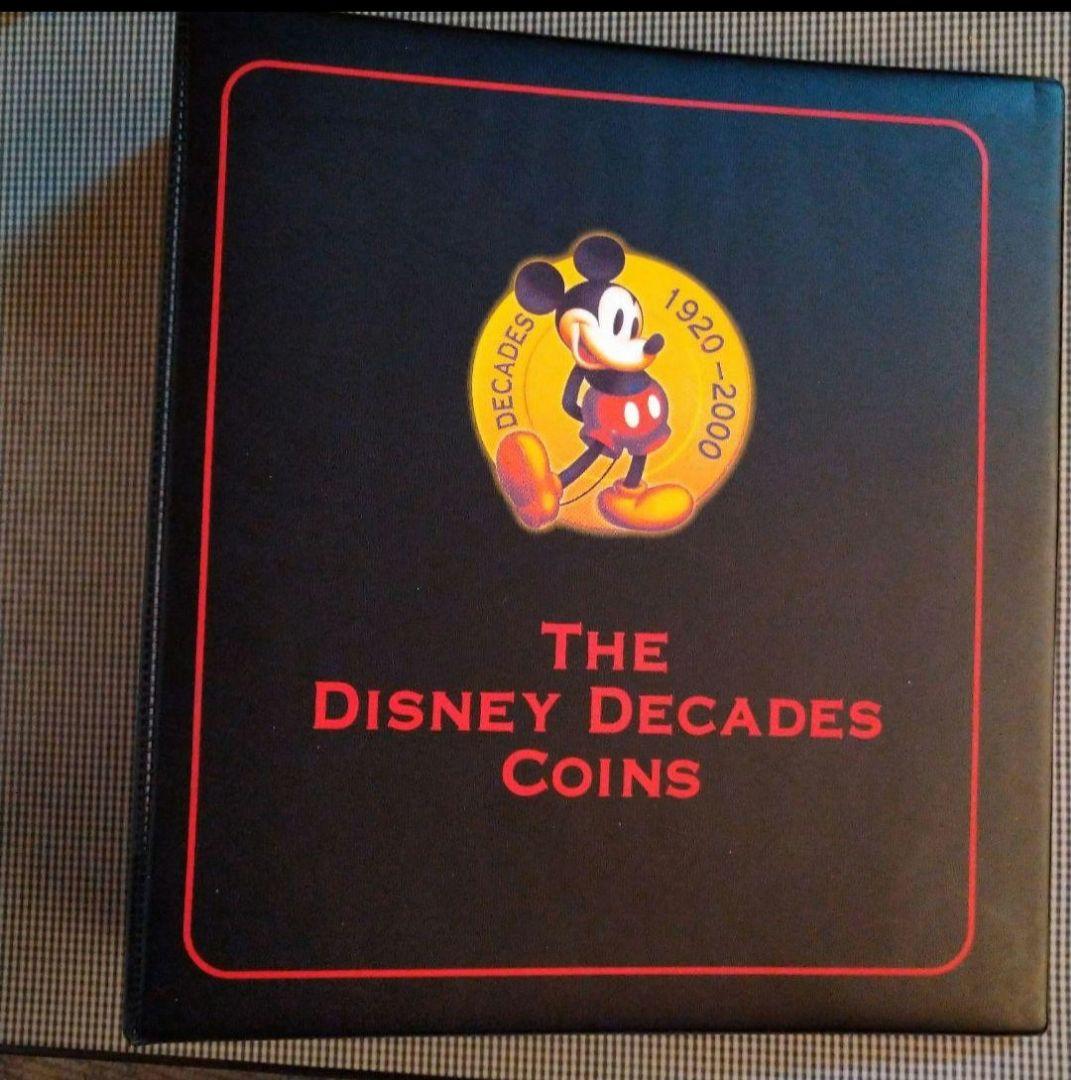 DECADES
1920-2000
THE
DISNEY DECADES
COINS